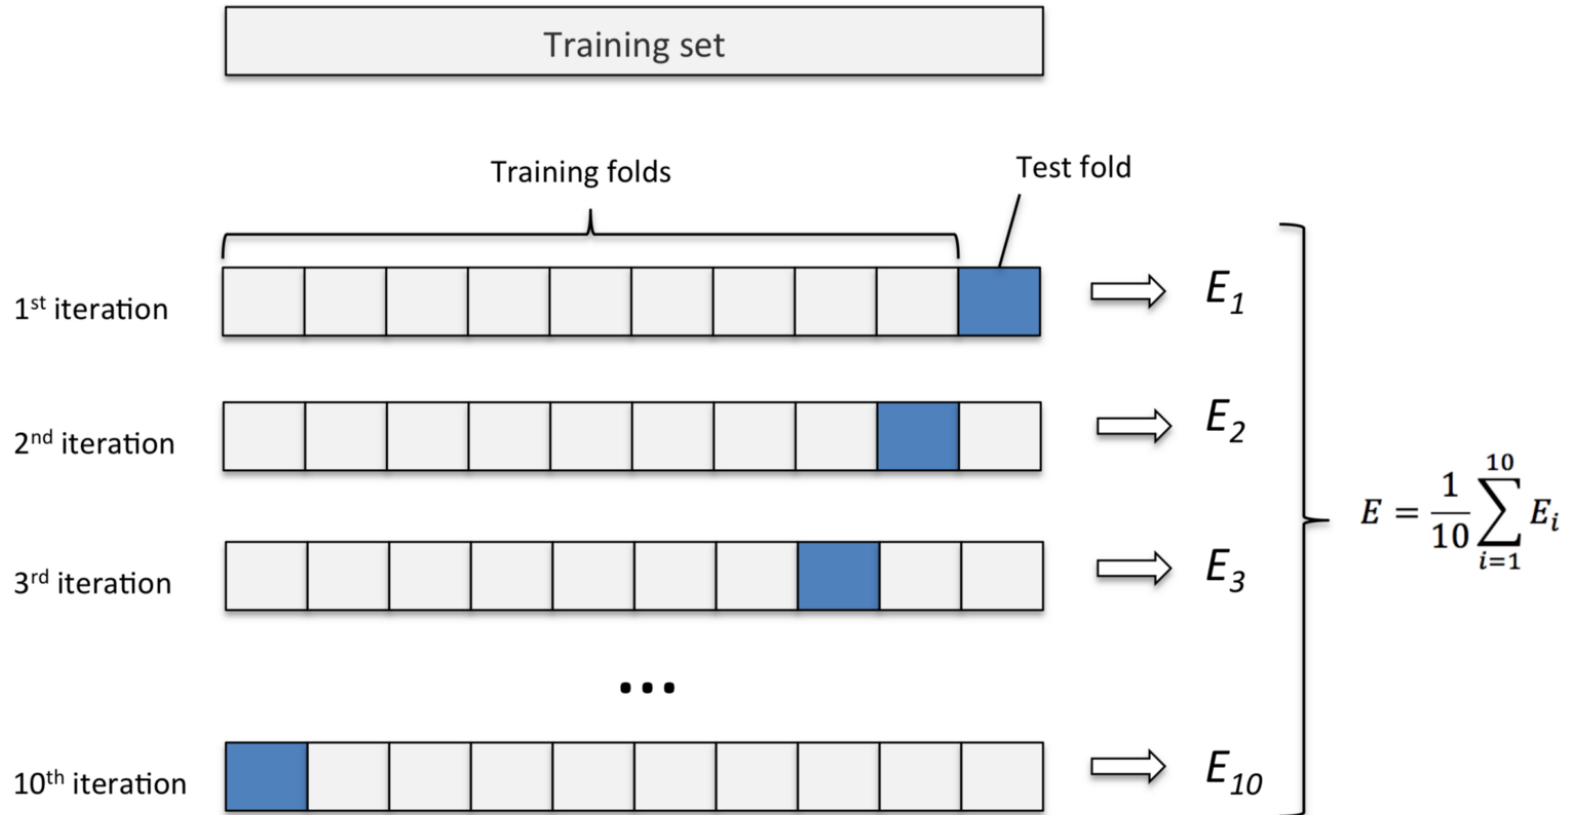 Training set
Training folds
Test fold
1st iteration
E1
2nd iteration
E2
3rd iteration
E3
...
10th iteration
E10
E = 1/10 ∑_{i=1}^{10} E_i